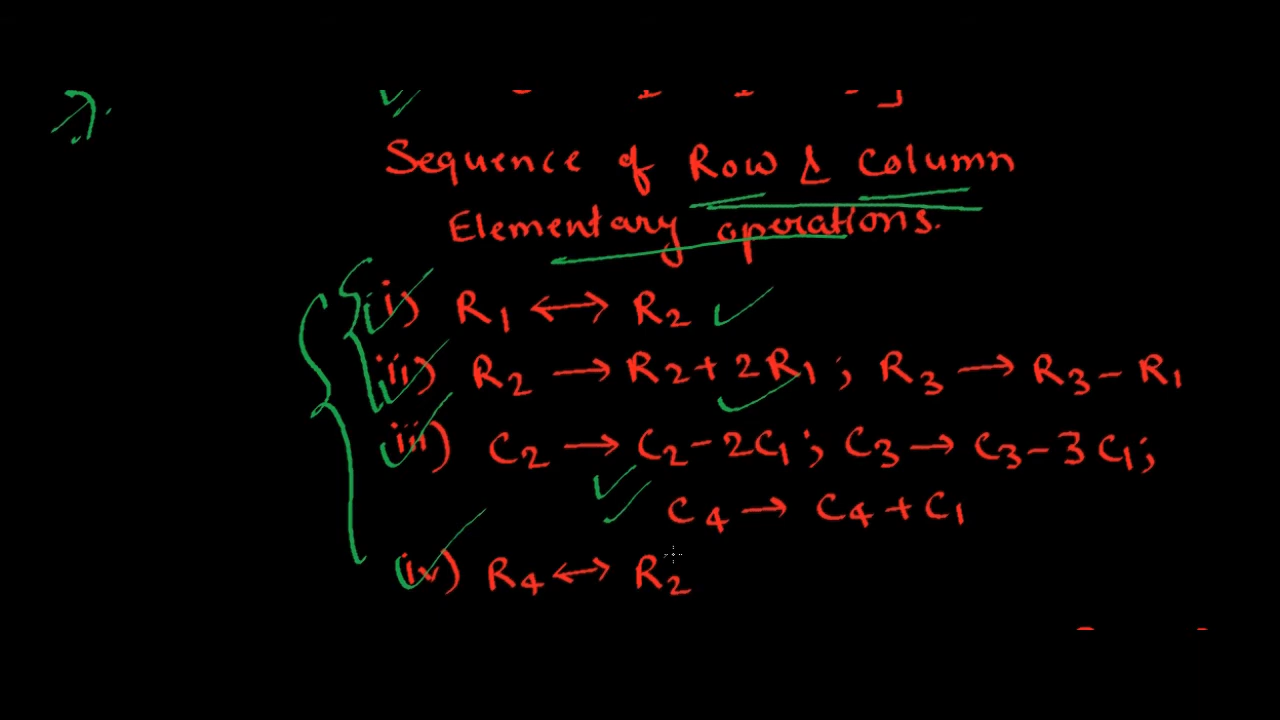 Sequence of Row & Column
Elementary operations.
(i) R₁ ↔ R₂
(ii) R₂ → R₂ + 2R₁ ; R₃ → R₃ − R₁
(iii) C₂ → C₂ − 2C₁ ; C₃ → C₃ − 3C₁ ;
C₄ → C₄ + C₁
(iv) R₄ ↔ R₂